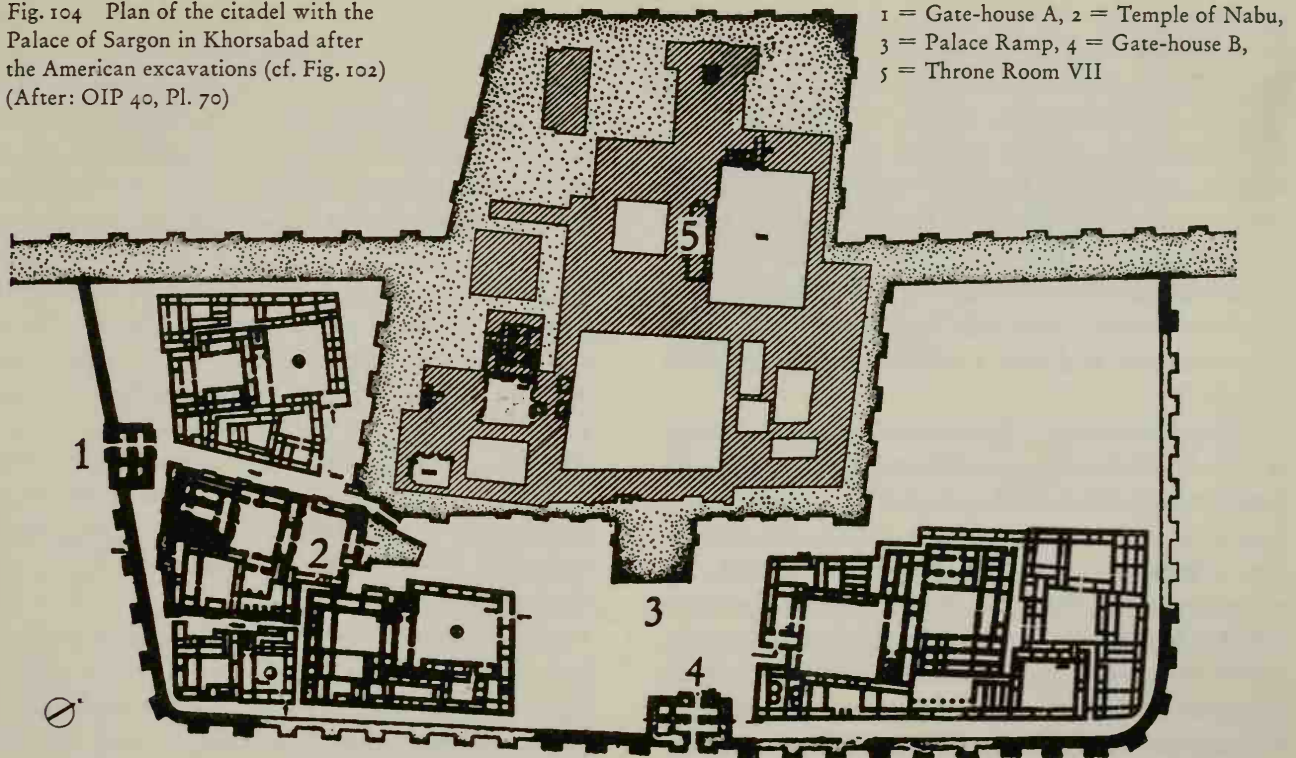 Fig. 104 Plan of the citadel with the
Palace of Sargon in Khorsabad after
the American excavations (cf. Fig. 102)
(After: OIP 40, Pl. 70)
1 = Gate-house A, 2 = Temple of Nabu,
3 = Palace Ramp, 4 = Gate-house B,
5 = Throne Room VII
5
1
2
3
4